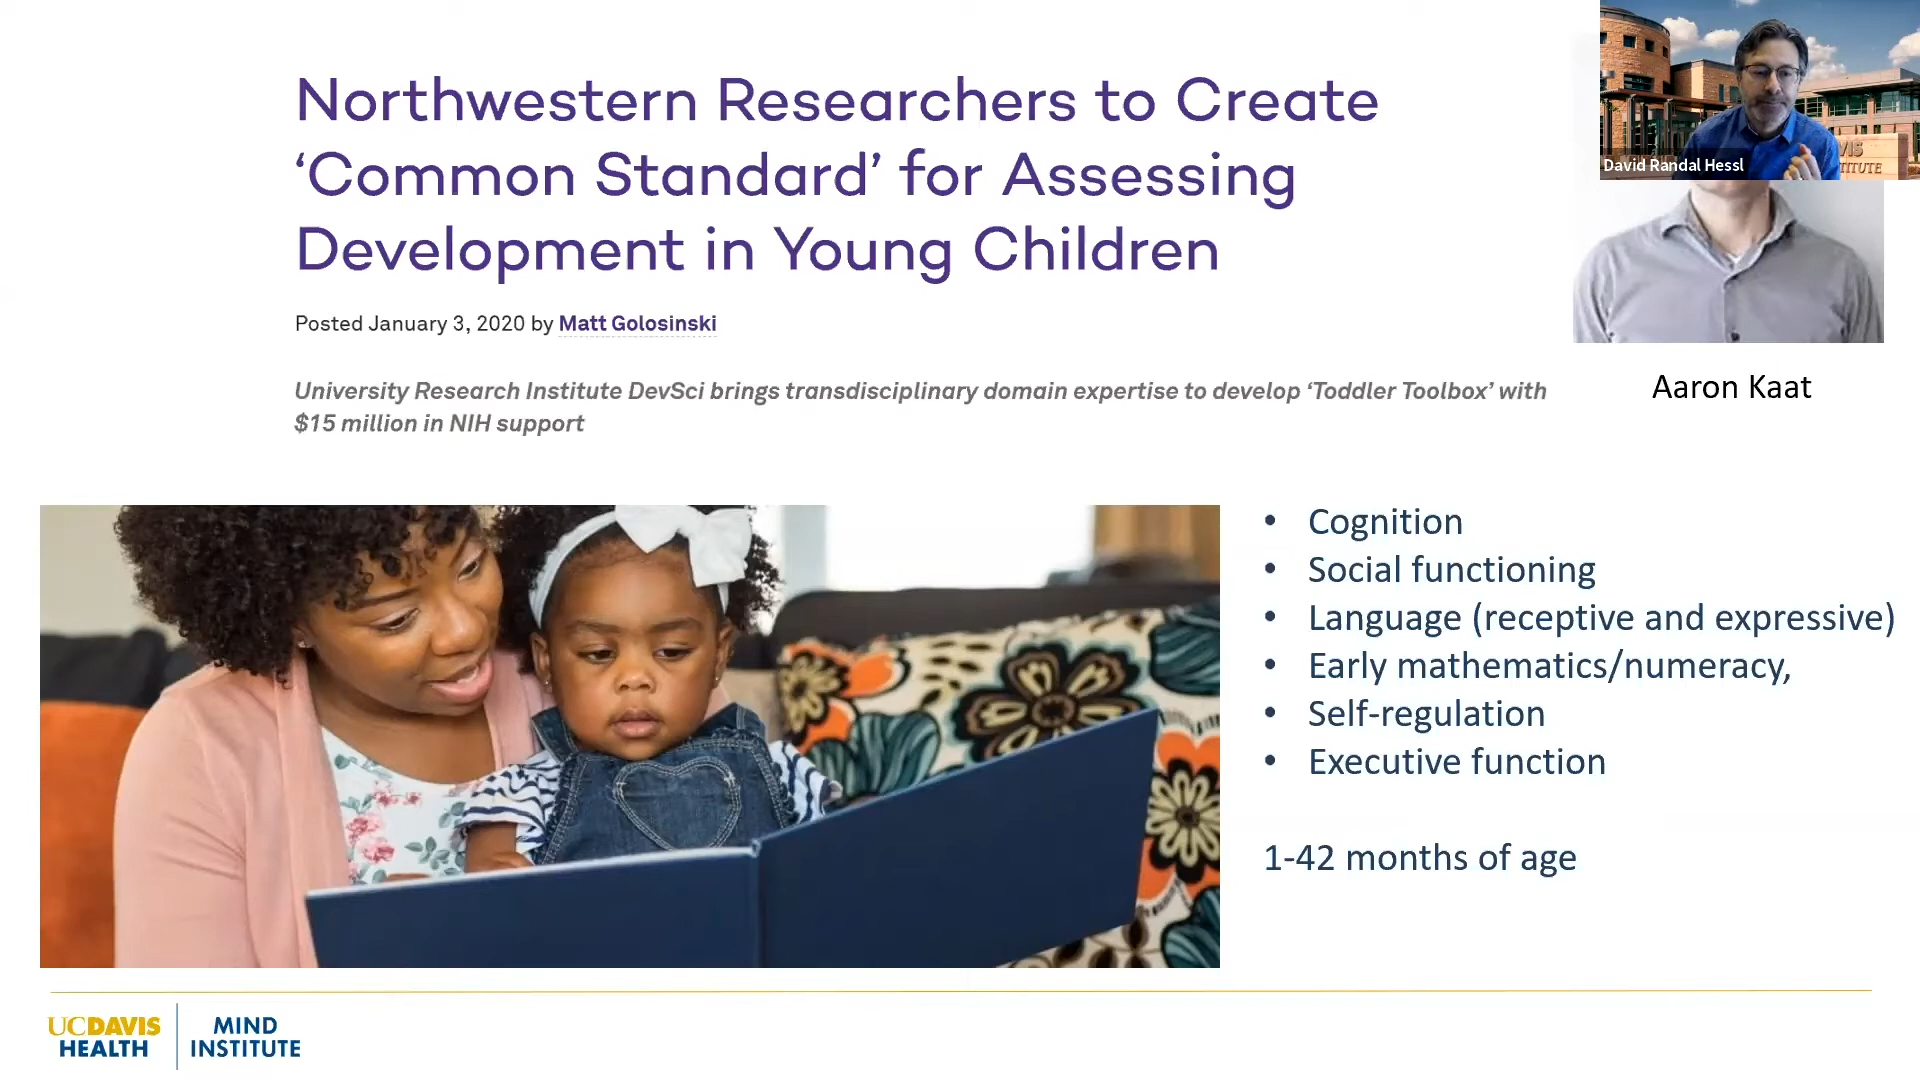 Northwestern Researchers to Create
‘Common Standard’ for Assessing
Development in Young Children
Posted January 3, 2020 by Matt Golosinski
University Research Institute DevSci brings transdisciplinary domain expertise to develop ‘Toddler Toolbox’ with
$15 million in NIH support
David Randal Hessl
Aaron Kaat
• Cognition
• Social functioning
• Language (receptive and expressive)
• Early mathematics/numeracy,
• Self-regulation
• Executive function
1-42 months of age
UCDAVIS
HEALTH
MIND
INSTITUTE